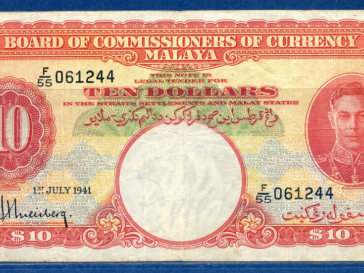 BOARD OF COMMISSIONERS OF CURRENCY
MALAYA
F/55 061244
THIS NOTE IS
LEGAL TENDER FOR
TEN DOLLARS
IN THE STRAITS SETTLEMENTS AND MALAY STATES
10
1ST JULY 1941
F/55 061244
$10
$10